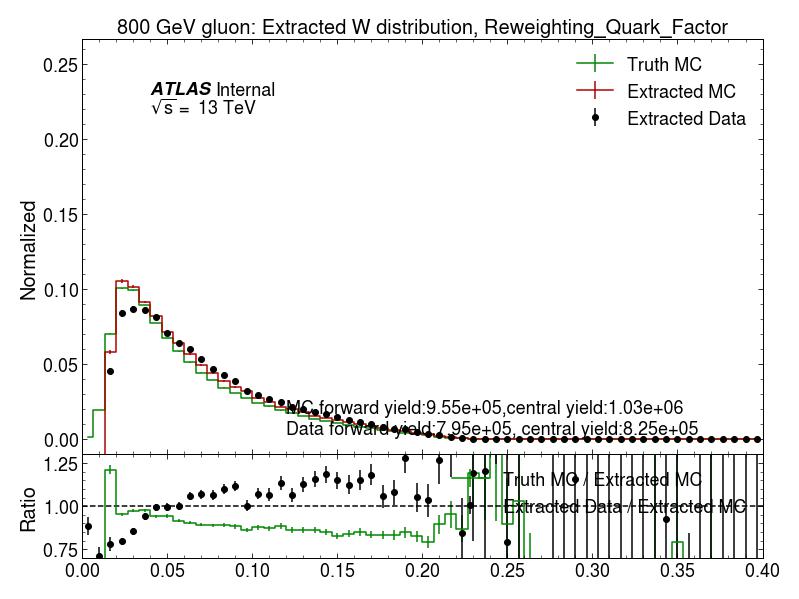 800 GeV gluon: Extracted W distribution, Reweighting_Quark_Factor
Normalized
0.25
0.20
0.15
0.10
0.05
0.00
ATLAS Internal
√s = 13 TeV
Truth MC
Extracted MC
Extracted Data
MC forward yield:9.55e+05,central yield:1.03e+06
Data forward yield:7.95e+05, central yield:8.25e+05
Ratio
1.25
1.00
0.75
Truth MC / Extracted MC
Extracted Data / Extracted MC
0.00 0.05 0.10 0.15 0.20 0.25 0.30 0.35 0.40